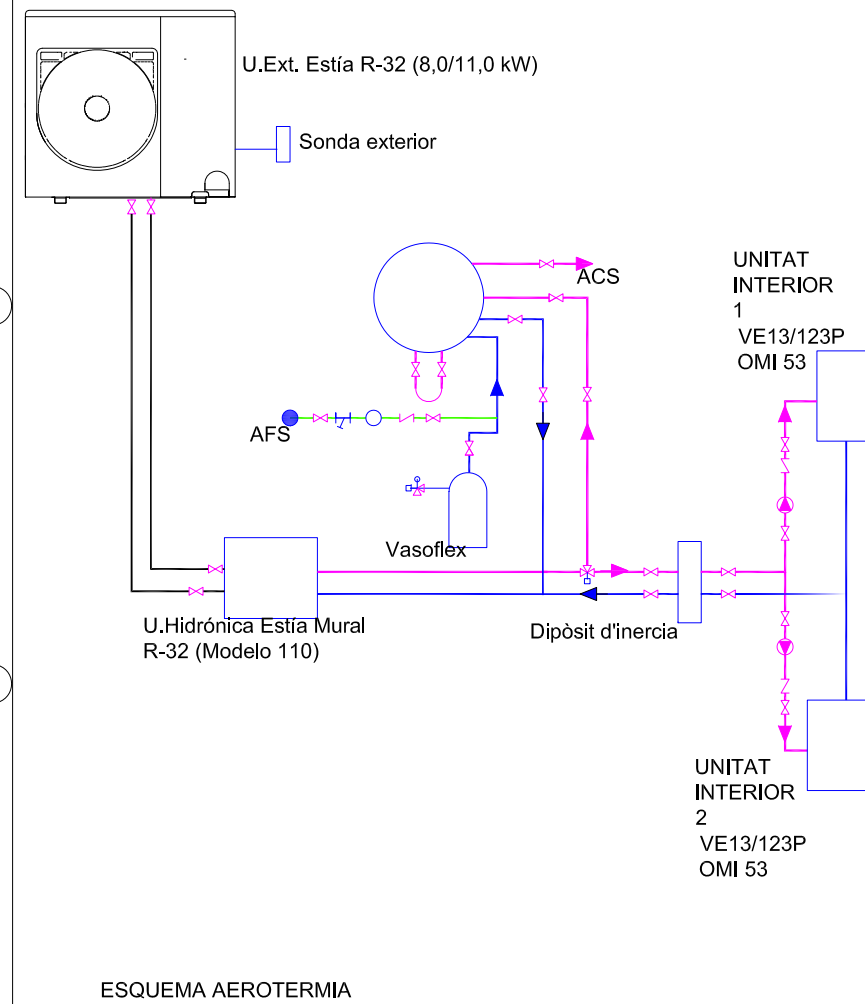 U.Ext. Estía R-32 (8,0/11,0 kW)
Sonda exterior
ACS
UNITAT
INTERIOR
1
VE13/123P
OMI 53
AFS
Vasoflex
U.Hidrónica Estía Mural
R-32 (Modelo 110)
Dipòsit d'inercia
UNITAT
INTERIOR
2
VE13/123P
OMI 53
ESQUEMA AEROTERMIA